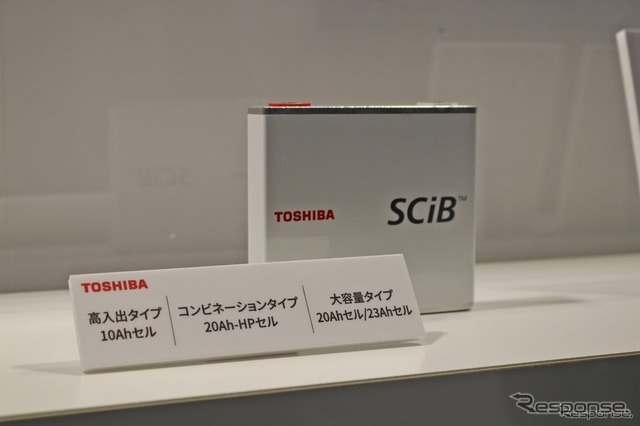 TOSHIBA
SCiB™
TOSHIBA
高入出タイプ
10Ahセル
コンビネーションタイプ
20Ah-HPセル
大容量タイプ
20Ahセル/23Ahセル
Response.
Response.